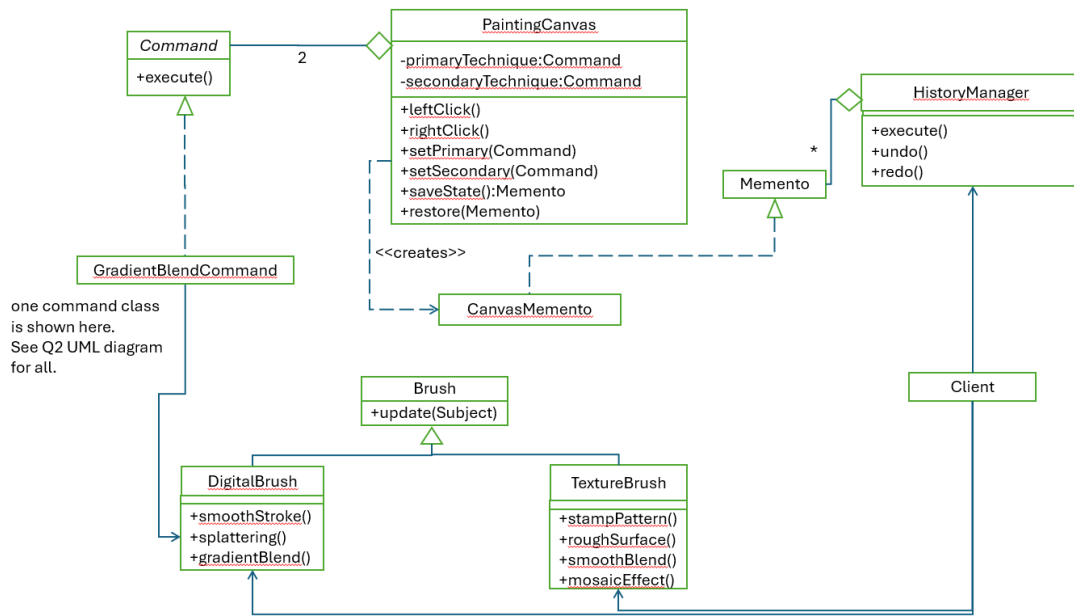 PaintingCanvas
-primaryTechnique:Command
-secondaryTechnique:Command
+leftClick()
+rightClick()
+setPrimary(Command)
+setSecondary(Command)
+saveState():Memento
+restore(Memento)
Command
+execute()
2
HistoryManager
+execute()
+undo()
+redo()
*
Memento
<<creates>>
GradientBlendCommand
CanvasMemento
one command class
is shown here.
See Q2 UML diagram
for all.
Client
Brush
+update(Subject)
DigitalBrush
+smoothStroke()
+splattering()
+gradientBlend()
TextureBrush
+stampPattern()
+roughSurface()
+smoothBlend()
+mosaicEffect()